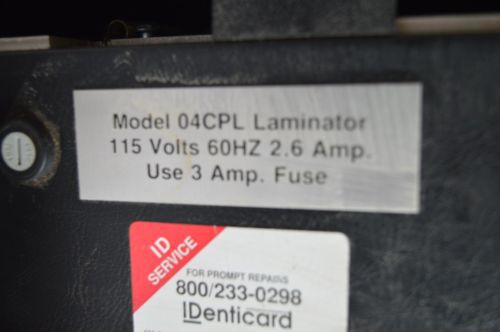 Model 04CPL Laminator
115 Volts 60HZ 2.6 Amp.
Use 3 Amp. Fuse
ID
SERVICE
FOR PROMPT REPAIRS
800/233-0298
IDenticard